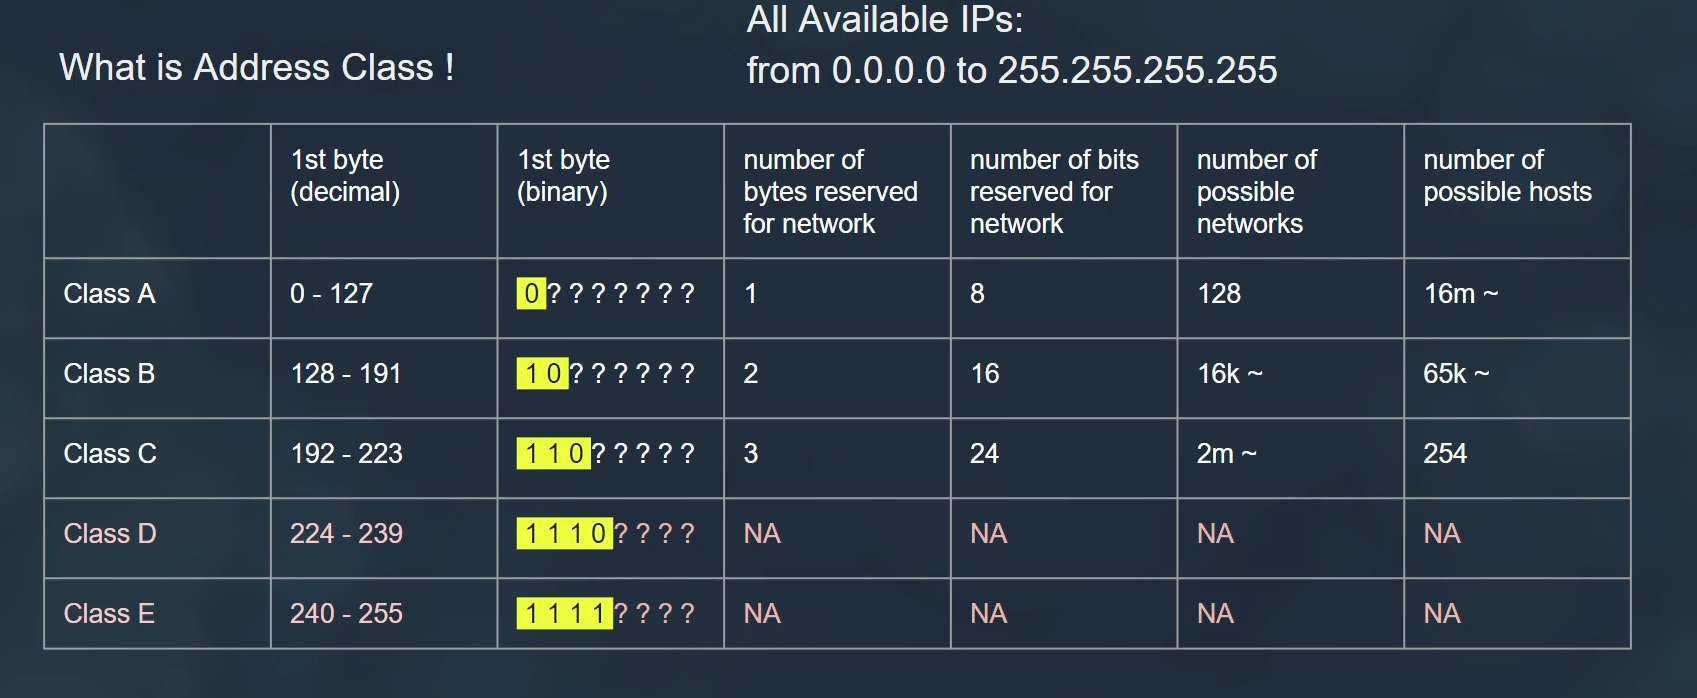 All Available IPs:
What is Address Class !
from 0.0.0.0 to 255.255.255.255
1st byte (decimal) 1st byte (binary) number of bytes reserved for network number of bits reserved for network number of possible networks number of possible hosts
Class A 0 - 127 0??????? 1 8 128 16m ~
Class B 128 - 191 1 0?????? 2 16 16k ~ 65k ~
Class C 192 - 223 1 1 0????? 3 24 2m ~ 254
Class D 224 - 239 1 1 1 0???? NA NA NA NA
Class E 240 - 255 1 1 1 1???? NA NA NA NA